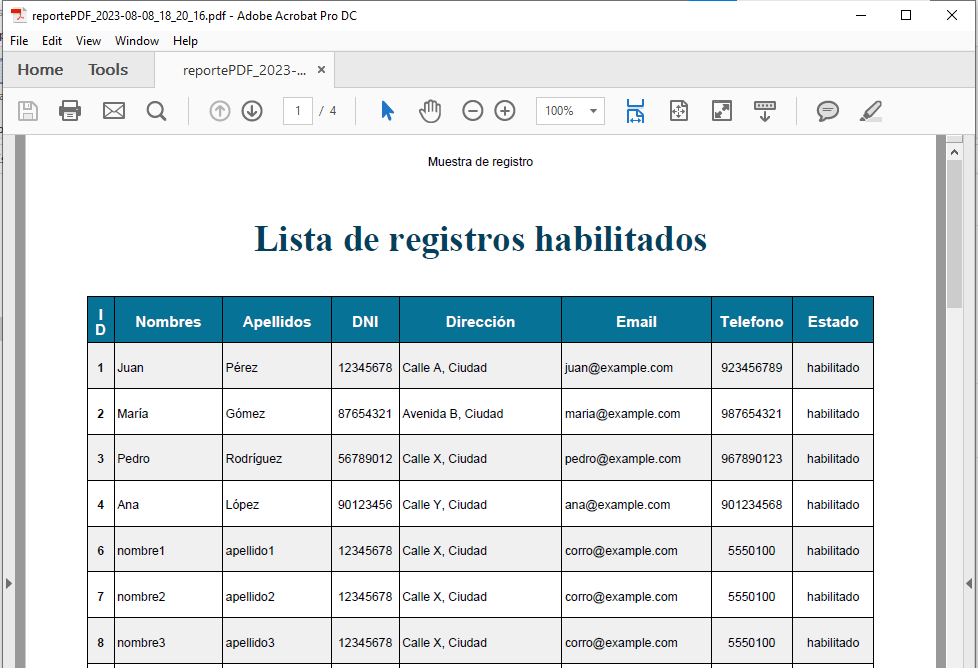 reportePDF_2023-08-08_18_20_16.pdf - Adobe Acrobat Pro DC
File Edit View Window Help
Home Tools reportePDF_2023-... ×
1 / 4 100%
Muestra de registro
Lista de registros habilitados
ID Nombres Apellidos DNI Dirección Email Telefono Estado
1 Juan Pérez 12345678 Calle A, Ciudad juan@example.com 923456789 habilitado
2 María Gómez 87654321 Avenida B, Ciudad maria@example.com 987654321 habilitado
3 Pedro Rodríguez 56789012 Calle X, Ciudad pedro@example.com 967890123 habilitado
4 Ana López 90123456 Calle Y, Ciudad ana@example.com 901234568 habilitado
6 nombre1 apellido1 12345678 Calle X, Ciudad corro@example.com 5550100 habilitado
7 nombre2 apellido2 12345678 Calle X, Ciudad corro@example.com 5550100 habilitado
8 nombre3 apellido3 12345678 Calle X, Ciudad corro@example.com 5550100 habilitado